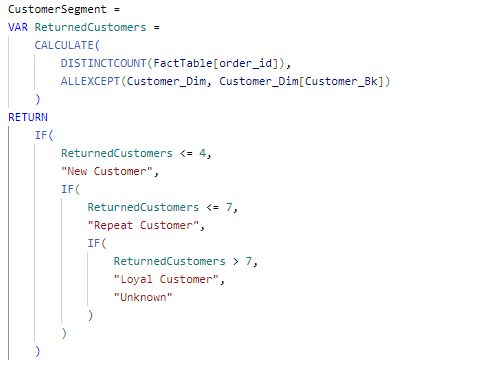 CustomerSegment =
VAR ReturnedCustomers =
    CALCULATE(
        DISTINCTCOUNT(FactTable[order_id]),
        ALLEXCEPT(Customer_Dim, Customer_Dim[Customer_Bk])
    )
RETURN
    IF(
        ReturnedCustomers <= 4,
        "New Customer",
        IF(
            ReturnedCustomers <= 7,
            "Repeat Customer",
            IF(
                ReturnedCustomers > 7,
                "Loyal Customer",
                "Unknown"
            )
        )
    )